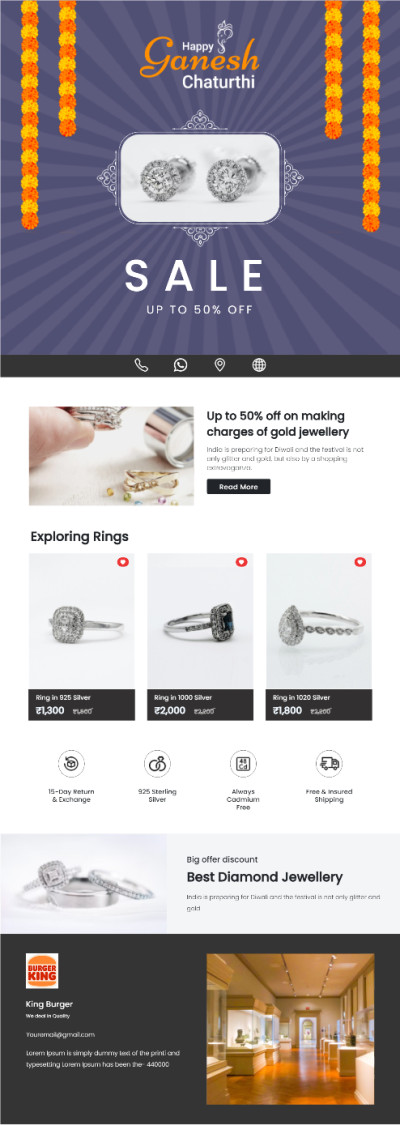 Happy
Ganesh
Chaturthi
SALE
UP TO 50% OFF
Up to 50% off on making
charges of gold jewellery
India is preparing for Diwali and the festival is not
only glitter and gold, but also by a shopping
extravaganza.
Read More
Exploring Rings
Ring in 925 Silver
₹1,300 ₹1,500
Ring in 1000 Silver
₹2,000 ₹2,200
Ring in 1020 Silver
₹1,800 ₹2,200
15-Day Return
& Exchange
925 Sterling
Silver
48
Cd
Always
Cadmium
Free
Free & Insured
Shipping
Big offer discount
Best Diamond Jewellery
India is preparing for Diwali and the festival is not only glitter and
gold
BURGER
KING
King Burger
We deal in Quality
Youremail@gmail.com
Lorem Ipsum is simply dummy text of the printi and
typesetting Lorem Ipsum has been the- 440000